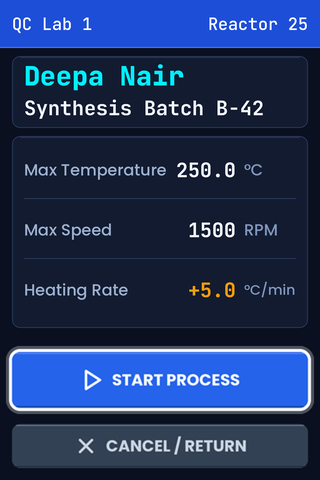 QC Lab 1 Reactor 25
Deepa Nair
Synthesis Batch B-42
Max Temperature 250.0 °C
Max Speed 1500 RPM
Heating Rate +5.0 °C/min
START PROCESS
CANCEL / RETURN